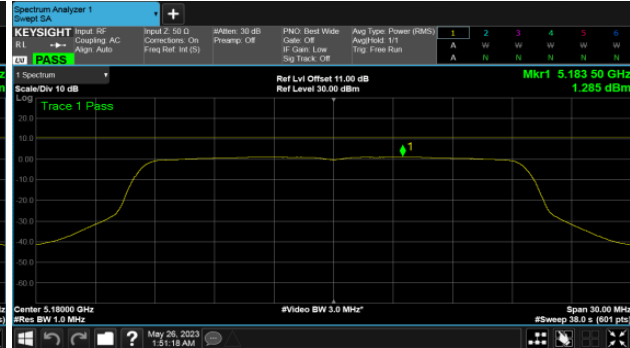 Spectrum Analyzer 1
Swept SA
+
KEYSIGHT Input: RF Input Z: 50 Ω #Atten: 30 dB PNO: Best Wide Avg Type: Power (RMS) 1 2 3 4 5 6
RL Coupling: AC Corrections: On Preamp: Off Gate: Off Avg|Hold: 1/1 A W W W W W
Align: Auto Freq Ref: Int (S) IF Gain: Low Trig: Free Run
LXI PASS Sig Track: Off A N N N N N
1 Spectrum Ref Lvl Offset 11.00 dB Mkr1 5.183 50 GHz
Scale/Div 10 dB Ref Level 30.00 dBm 1.285 dBm
Log Trace 1 Pass
20.0
10.0
0.00 1
-10.0
-20.0
-30.0
-40.0
-50.0
-60.0
Center 5.18000 GHz #Video BW 3.0 MHz* Span 30.00 MHz
#Res BW 1.0 MHz #Sweep 38.0 s (601 pts)
? May 26, 2023
1:51:18 AM